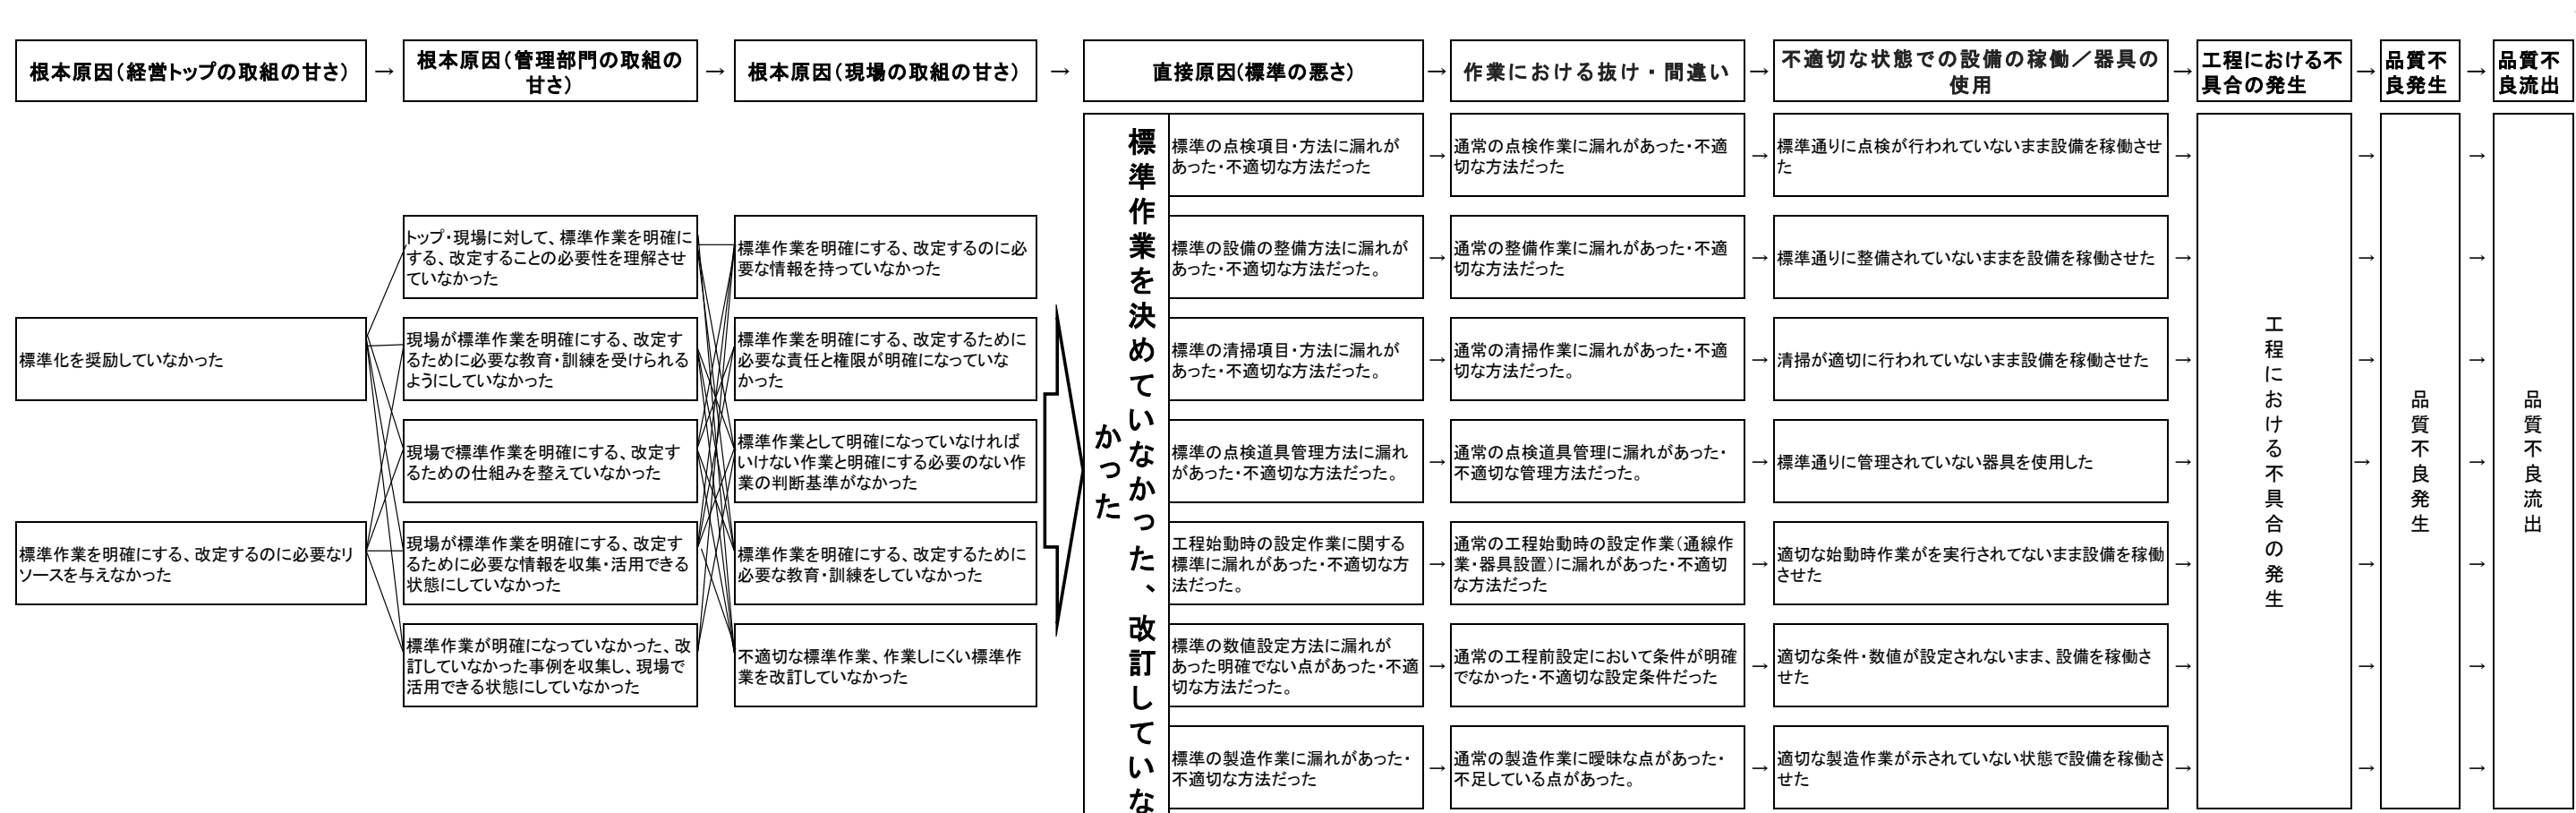 根本原因（経営トップの取組の甘さ）
→
根本原因（管理部門の取組の
甘さ）
→
根本原因（現場の取組の甘さ）
→
直接原因（標準の悪さ）
→
作業における抜け・間違い
→
不適切な状態での設備の稼働／器具の
使用
→
工程における不
具合の発生
→
品質不
良発生
→
品質不
良流出
標準化を奨励していなかった
標準作業を明確にする、改定するのに必要なリ
ソースを与えなかった
トップ・現場に対して、標準作業を明確に
する、改定することの必要性を理解させ
ていなかった
現場が標準作業を明確にする、改定す
るために必要な教育・訓練を受けられる
ようにしていなかった
現場で標準作業を明確にする、改定す
るための仕組みを整えていなかった
現場が標準作業を明確にする、改定す
るために必要な情報を収集・活用できる
状態にしていなかった
標準作業が明確になっていなかった、改
訂していなかった事例を収集し、現場で
活用できる状態にしていなかった
標準作業を明確にする、改定するのに必
要な情報を持っていなかった
標準作業を明確にする、改定するために
必要な責任と権限が明確になっていな
かった
標準作業として明確になっていなければ
いけない作業と明確にする必要のない作
業の判断基準がなかった
標準作業を明確にする、改定するために
必要な教育・訓練をしていなかった
不適切な標準作業、作業しにくい標準作
業を改訂していなかった
標準作業を決めていなかった、改訂していな
かった
標準の点検項目・方法に漏れが
あった・不適切な方法だった
→
通常の点検作業に漏れがあった・不適
切な方法だった
→
標準通りに点検が行われていないまま設備を稼働させ
た
→
→
→
標準の設備の整備方法に漏れが
あった・不適切な方法だった。
→
通常の整備作業に漏れがあった・不適
切な方法だった
→
標準通りに整備されていないままを設備を稼働させた
→
→
→
標準の清掃項目・方法に漏れが
あった・不適切な方法だった。
→
通常の清掃作業に漏れがあった・不適
切な方法だった。
→
清掃が適切に行われていないまま設備を稼働させた
→
→
→
標準の点検道具管理方法に漏れ
があった・不適切な方法だった。
→
通常の点検道具管理に漏れがあった・
不適切な管理方法だった。
→
標準通りに管理されていない器具を使用した
→
→
→
工程始動時の設定作業に関する
標準に漏れがあった・不適切な方
法だった。
→
通常の工程始動時の設定作業（通線作
業・器具設置）に漏れがあった・不適切
な方法だった
→
適切な始動時作業がを実行されてないまま設備を稼働
させた
→
→
→
標準の数値設定方法に漏れが
あった明確でない点があった・不適
切な方法だった。
→
通常の工程前設定において条件が明確
でなかった・不適切な設定条件だった
→
適切な条件・数値が設定されないまま、設備を稼働さ
せた
→
→
→
標準の製造作業に漏れがあった・
不適切な方法だった
→
通常の製造作業に曖昧な点があった・
不足している点があった。
→
適切な製造作業が示されていない状態で設備を稼働さ
せた
→
→
→
工程における不具合の発生
品質不良発生
品質不良流出